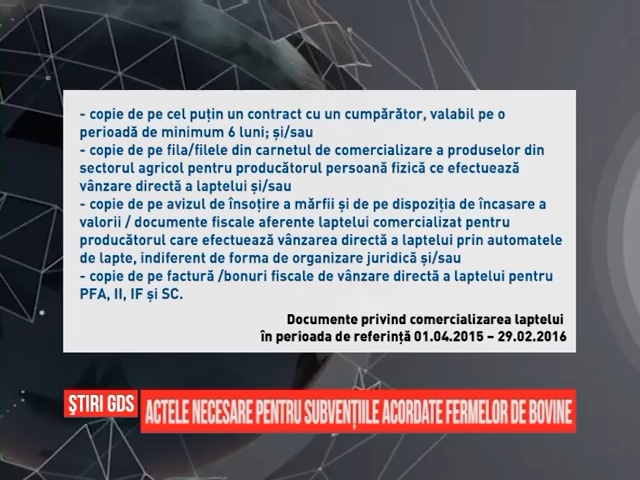 - copie de pe cel puțin un contract cu un cumpărător, valabil pe o
perioadă de minimum 6 luni; și/sau
- copie de pe fila/filele din carnetul de comercializare a produselor din
sectorul agricol pentru producătorul persoană fizică ce efectuează
vânzare directă a laptelui și/sau
- copie de pe avizul de însoțire a mărfii și de pe dispoziția de încasare a
valorii / documente fiscale aferente laptelui comercializat pentru
producătorul care efectuează vânzarea directă a laptelui prin automatele
de lapte, indiferent de forma de organizare juridică și/sau
- copie de pe factură /bonuri fiscale de vânzare directă a laptelui pentru
PFA, II, IF și SC.
Documente privind comercializarea laptelui
în perioada de referință 01.04.2015 – 29.02.2016
ŞTIRI GDS
ACTELE NECESARE PENTRU SUBVENȚIILE ACORDATE FERMELOR DE BOVINE